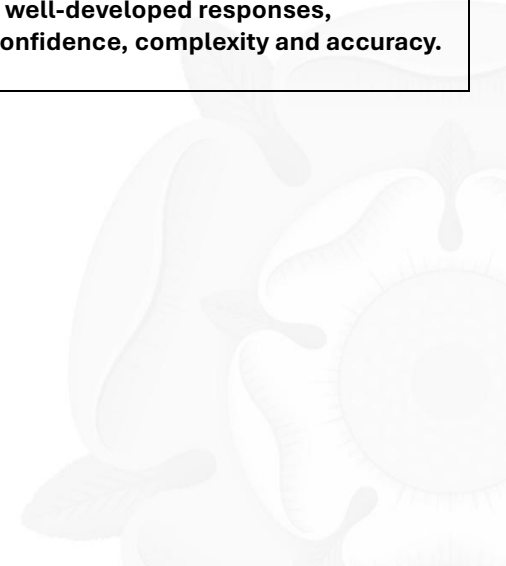 well-developed responses,
onfidence, complexity and accuracy.